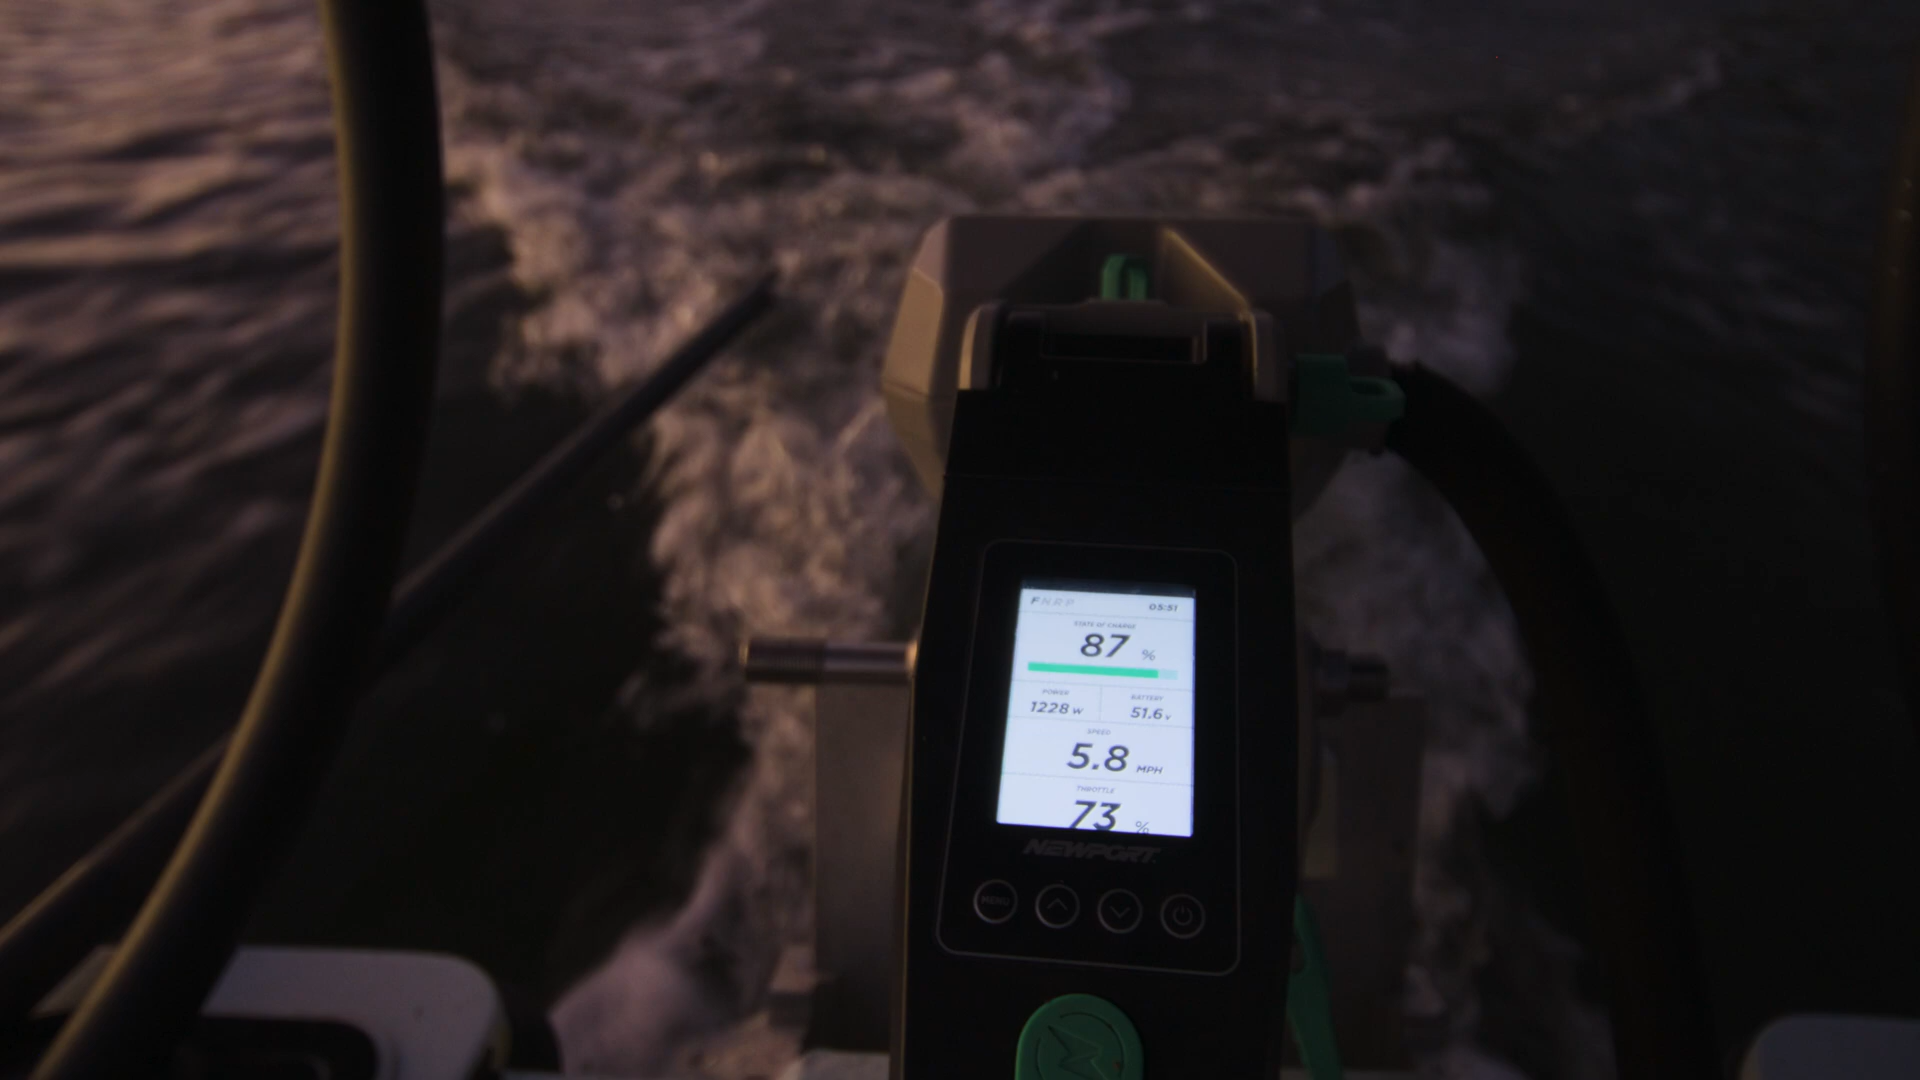 F N R P 05:51
STATE OF CHARGE
87 %
POWER BATTERY
1228 W 51.6 V
SPEED
5.8 MPH
THROTTLE
73 %
NEWPORT
MENU